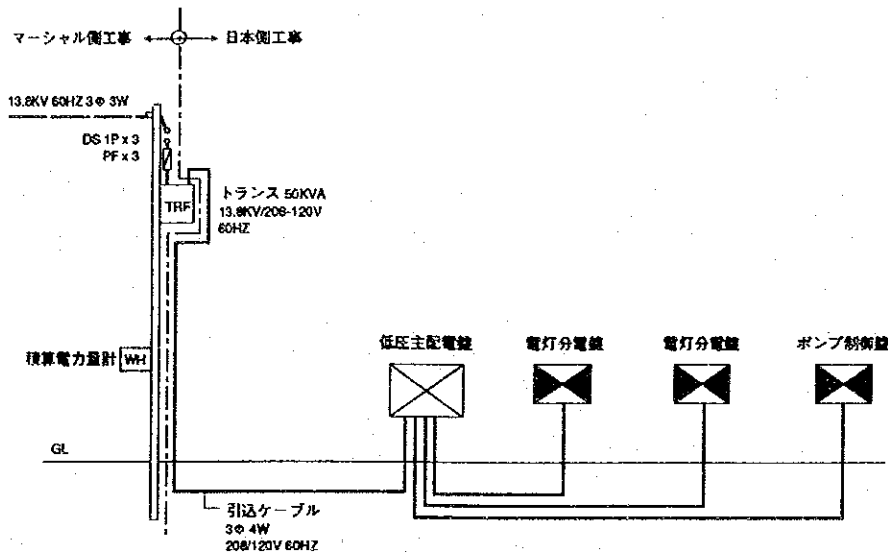 マーシャル側工事
日本側工事
13.8KV 60HZ 3Φ 3W
DS 1P x 3
PF x 3
TRF
トランス 50KVA
13.8KV/208-120V
60HZ
積算電力量計
WH
低圧主配電盤
電灯分電盤
電灯分電盤
ポンプ制御盤
GL
引込ケーブル
3Φ 4W
208/120V 60HZ